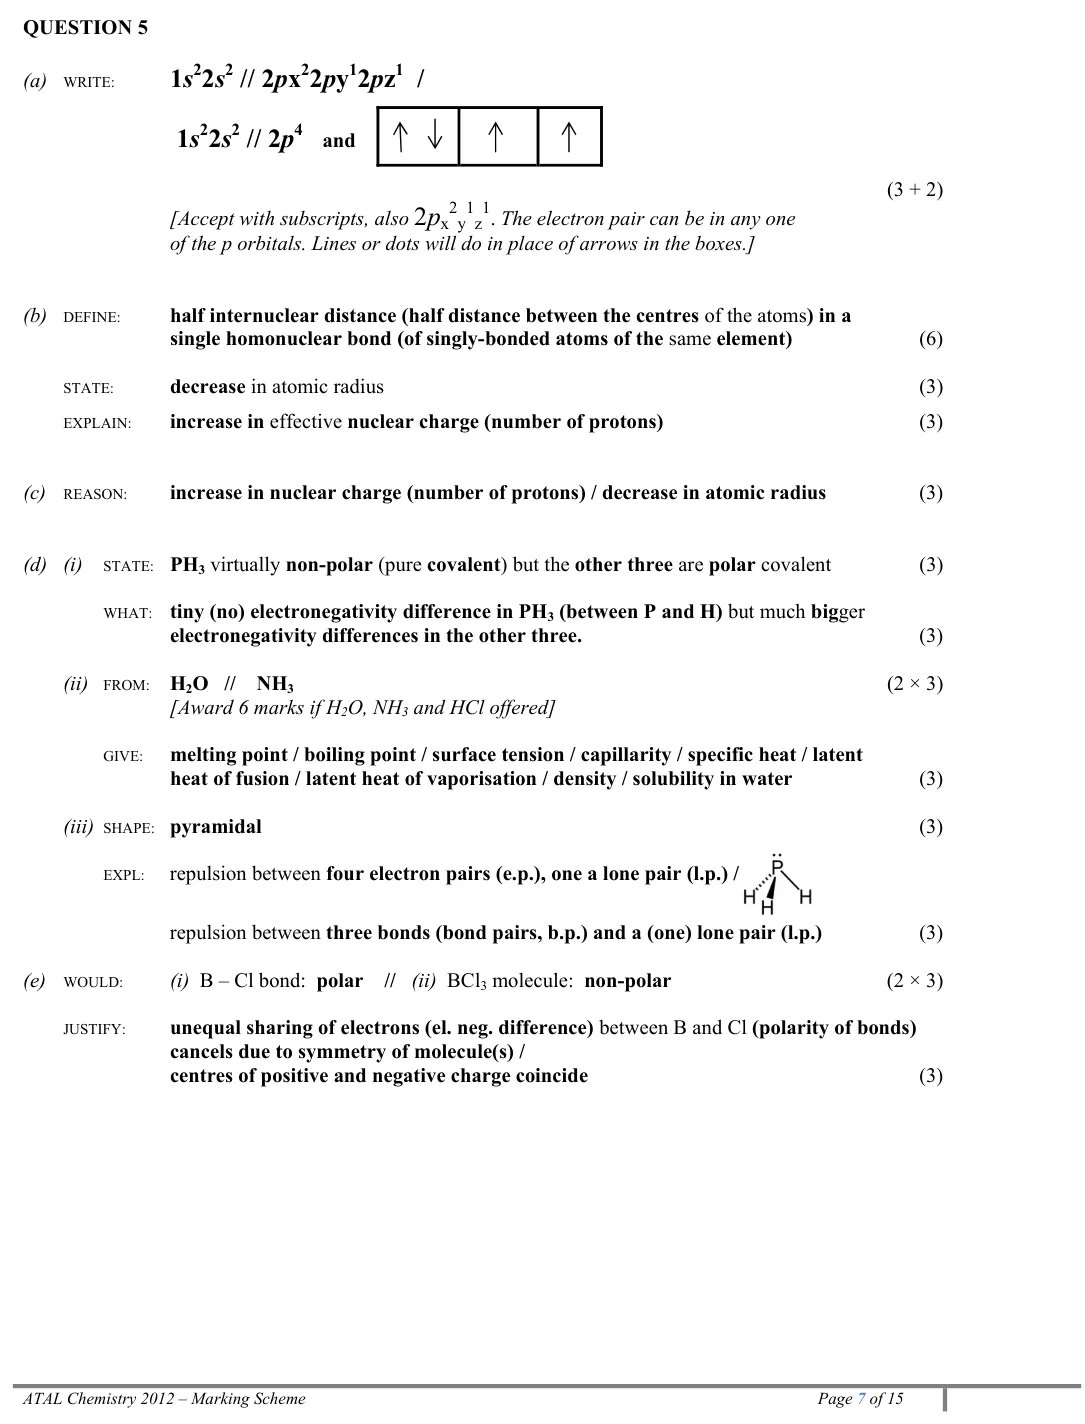 QUESTION 5
(a) WRITE: 1s²2s² // 2px²2py¹2pz¹ /
1s²2s² // 2p⁴ and ↑ ↓ ↑ ↑
(3 + 2)
[Accept with subscripts, also 2pₓ² y¹ z¹. The electron pair can be in any one
of the p orbitals. Lines or dots will do in place of arrows in the boxes.]
(b) DEFINE: half internuclear distance (half distance between the centres of the atoms) in a
single homonuclear bond (of singly-bonded atoms of the same element) (6)
STATE: decrease in atomic radius (3)
EXPLAIN: increase in effective nuclear charge (number of protons) (3)
(c) REASON: increase in nuclear charge (number of protons) / decrease in atomic radius (3)
(d) (i) STATE: PH₃ virtually non-polar (pure covalent) but the other three are polar covalent (3)
WHAT: tiny (no) electronegativity difference in PH₃ (between P and H) but much bigger
electronegativity differences in the other three. (3)
(ii) FROM: H₂O // NH₃ (2 × 3)
[Award 6 marks if H₂O, NH₃ and HCl offered]
GIVE: melting point / boiling point / surface tension / capillarity / specific heat / latent
heat of fusion / latent heat of vaporisation / density / solubility in water (3)
(iii) SHAPE: pyramidal (3)
EXPL: repulsion between four electron pairs (e.p.), one a lone pair (l.p.) / P
H H H
repulsion between three bonds (bond pairs, b.p.) and a (one) lone pair (l.p.) (3)
(e) WOULD: (i) B – Cl bond: polar // (ii) BCl₃ molecule: non-polar (2 × 3)
JUSTIFY: unequal sharing of electrons (el. neg. difference) between B and Cl (polarity of bonds)
cancels due to symmetry of molecule(s) /
centres of positive and negative charge coincide (3)
ATAL Chemistry 2012 – Marking Scheme Page 7 of 15